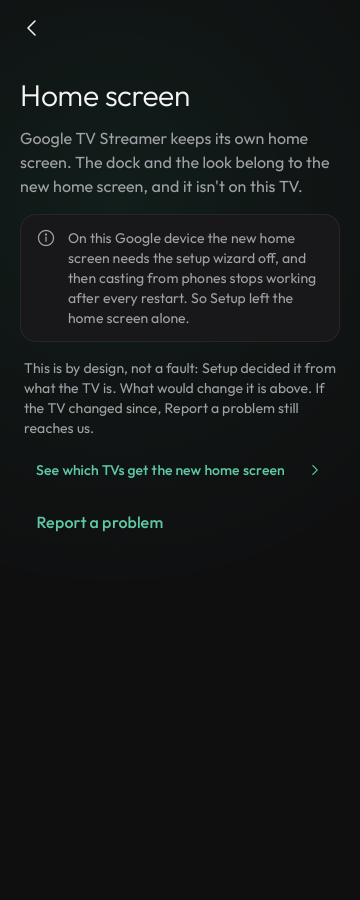 Home screen
Google TV Streamer keeps its own home
screen. The dock and the look belong to the
new home screen, and it isn't on this TV.
On this Google device the new home
screen needs the setup wizard off, and
then casting from phones stops working
after every restart. So Setup left the
home screen alone.
This is by design, not a fault: Setup decided it from
what the TV is. What would change it is above. If
the TV changed since, Report a problem still
reaches us.
See which TVs get the new home screen
Report a problem